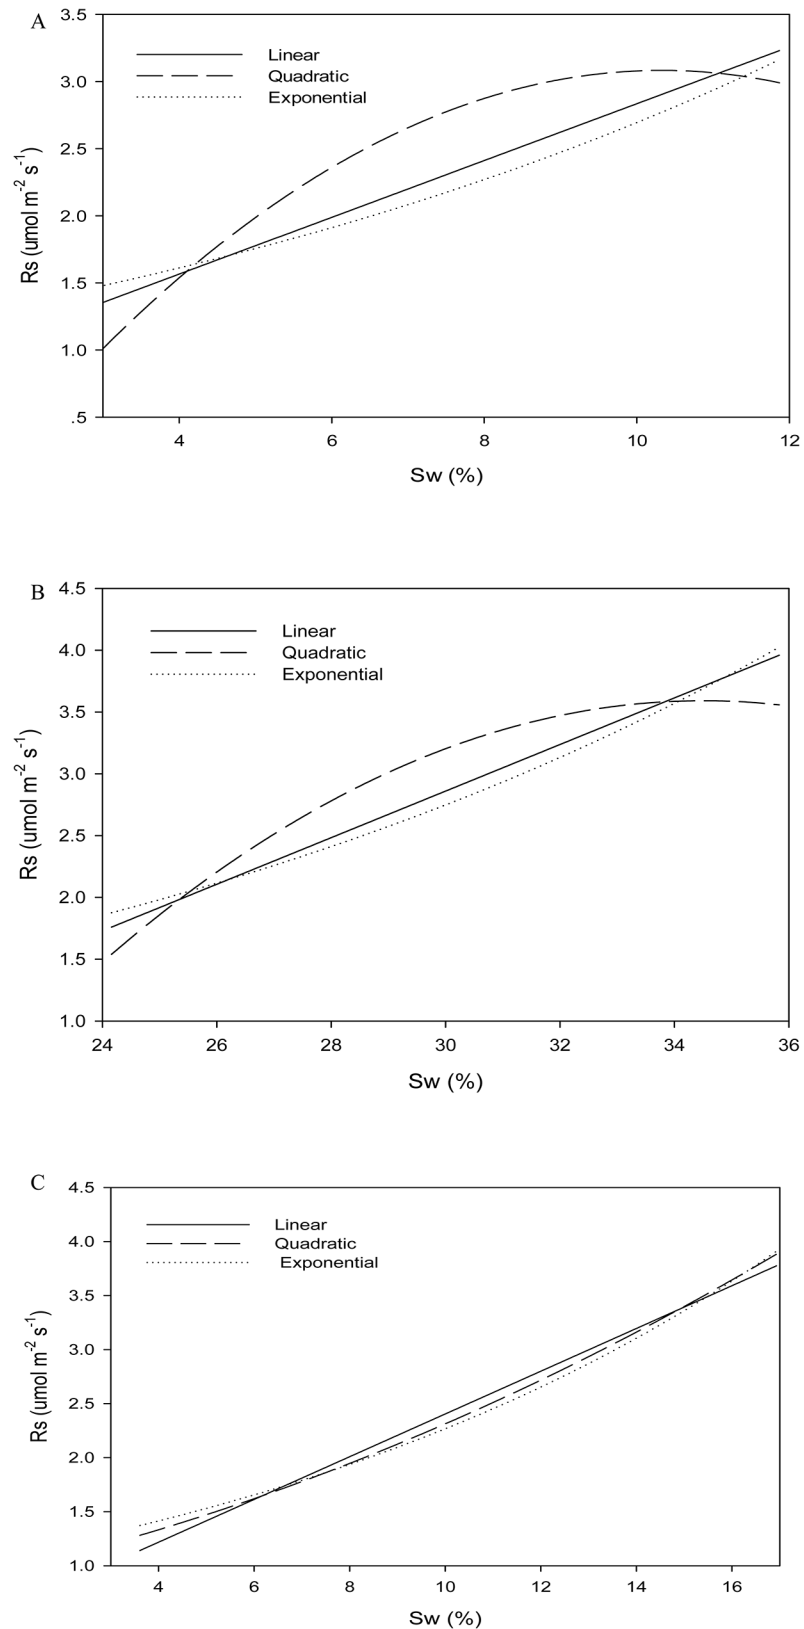 A
3.5
3.0
2.5
2.0
1.5
1.0
.5
Rs (umol m⁻² s⁻¹)
Linear
Quadratic
Exponential
4 6 8 10 12
Sw (%)
B
4.5
4.0
3.5
3.0
2.5
2.0
1.5
1.0
Rs (umol m⁻² s⁻¹)
Linear
Quadratic
Exponential
24 26 28 30 32 34 36
Sw (%)
C
4.5
4.0
3.5
3.0
2.5
2.0
1.5
1.0
Rs (umol m⁻² s⁻¹)
Linear
Quadratic
Exponential
4 6 8 10 12 14 16
Sw (%)